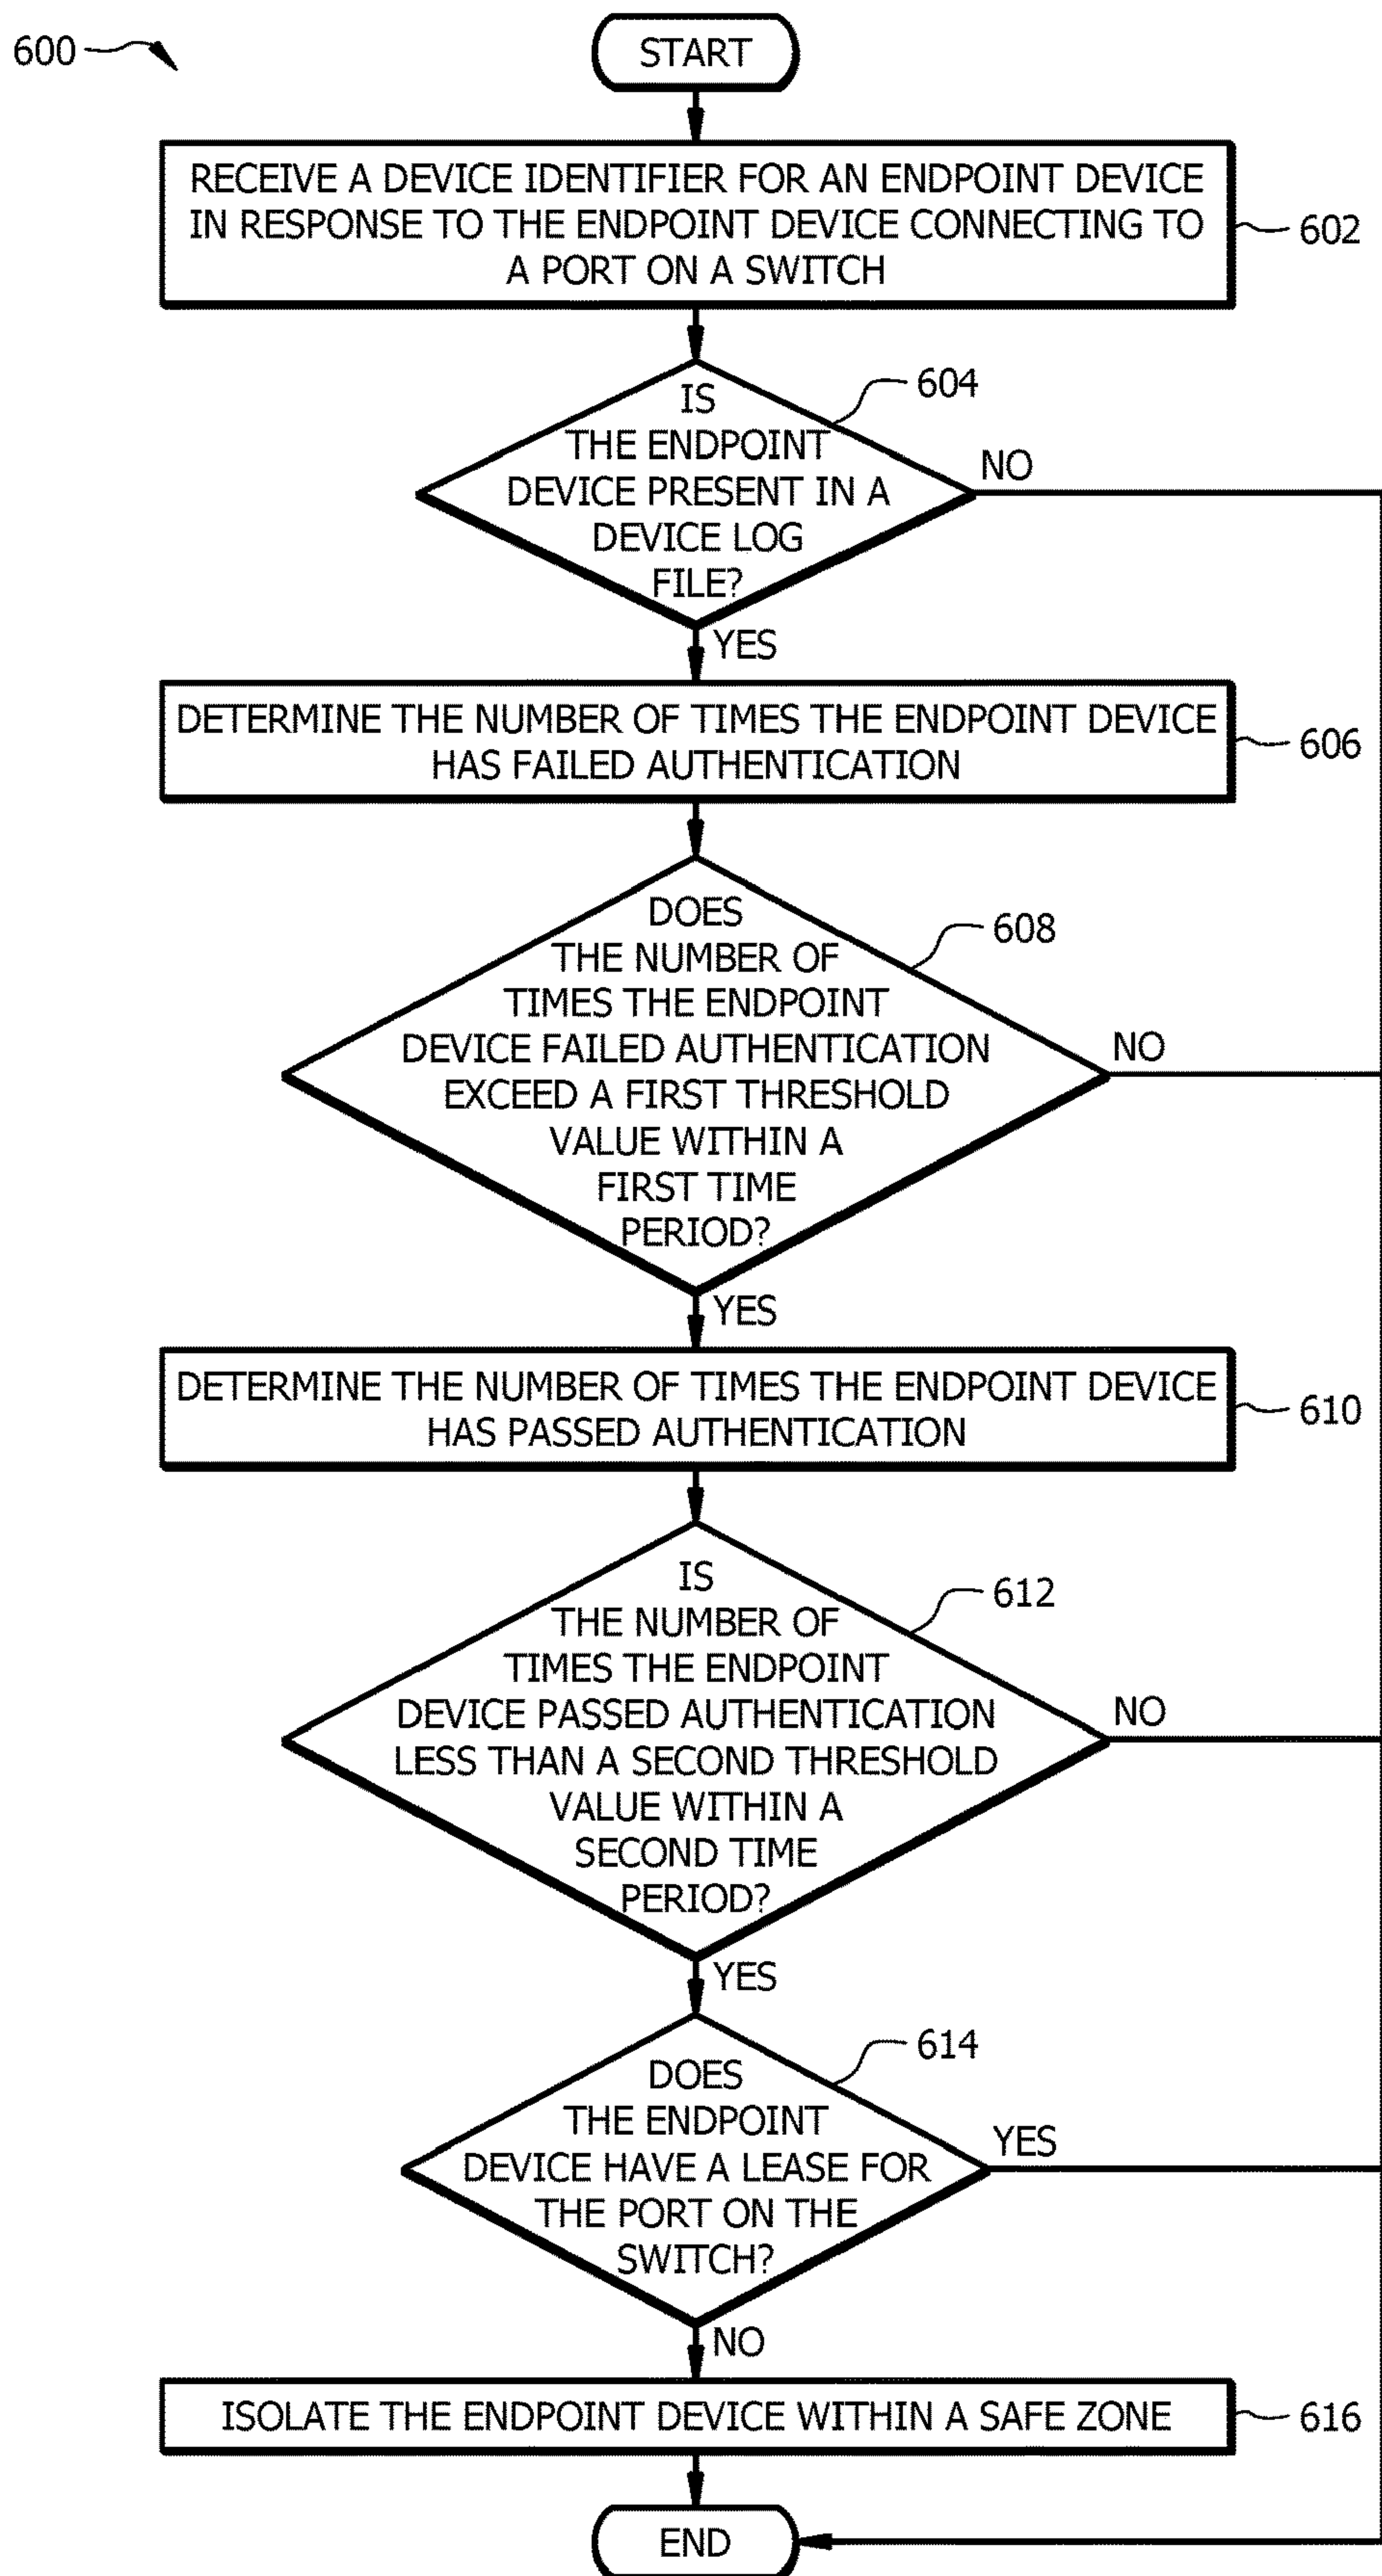 600
START
RECEIVE A DEVICE IDENTIFIER FOR AN ENDPOINT DEVICE
IN RESPONSE TO THE ENDPOINT DEVICE CONNECTING TO
A PORT ON A SWITCH
602
IS
THE ENDPOINT
DEVICE PRESENT IN A
DEVICE LOG
FILE?
604
NO
YES
DETERMINE THE NUMBER OF TIMES THE ENDPOINT DEVICE
HAS FAILED AUTHENTICATION
606
DOES
THE NUMBER OF
TIMES THE ENDPOINT
DEVICE FAILED AUTHENTICATION
EXCEED A FIRST THRESHOLD
VALUE WITHIN A
FIRST TIME
PERIOD?
608
NO
YES
DETERMINE THE NUMBER OF TIMES THE ENDPOINT DEVICE
HAS PASSED AUTHENTICATION
610
IS
THE NUMBER OF
TIMES THE ENDPOINT
DEVICE PASSED AUTHENTICATION
LESS THAN A SECOND THRESHOLD
VALUE WITHIN A
SECOND TIME
PERIOD?
612
NO
YES
DOES
THE ENDPOINT
DEVICE HAVE A LEASE FOR
THE PORT ON THE
SWITCH?
614
YES
NO
ISOLATE THE ENDPOINT DEVICE WITHIN A SAFE ZONE
616
END